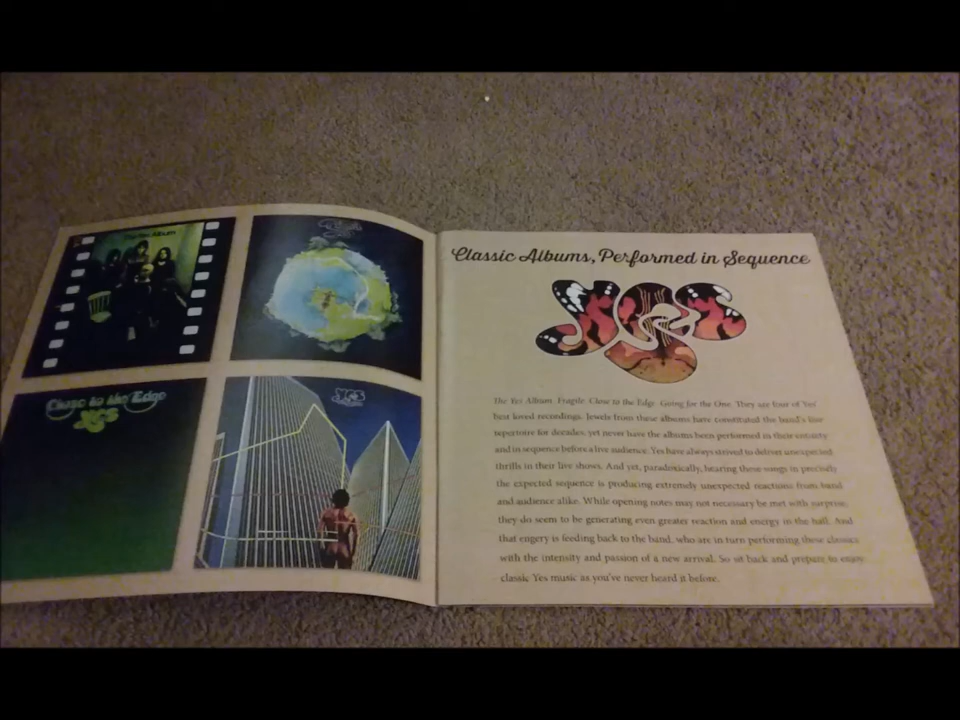 The Yes Album
Fragile
Close to the Edge
YES
YES
Classic Albums, Performed in Sequence
YES
The Yes Album. Fragile. Close to the Edge. Going for the One. They are four of Yes'
best loved recordings. Jewels from these albums have constituted the band's live
repertoire for decades, yet never have the albums been performed in their entirety
and in sequence before a live audience. Yes have always strived to deliver unexpected
thrills in their live shows. And yet, paradoxically, hearing these songs in precisely
the expected sequence is producing extremely unexpected reactions from band
and audience alike. While opening notes may not necessary be met with surprise,
they do seem to be generating even greater reaction and energy in the hall. And
that engery is feeding back to the band, who are in turn performing these classics
with the intensity and passion of a new arrival. So sit back and prepare to enjoy
classic Yes music as you've never heard it before.